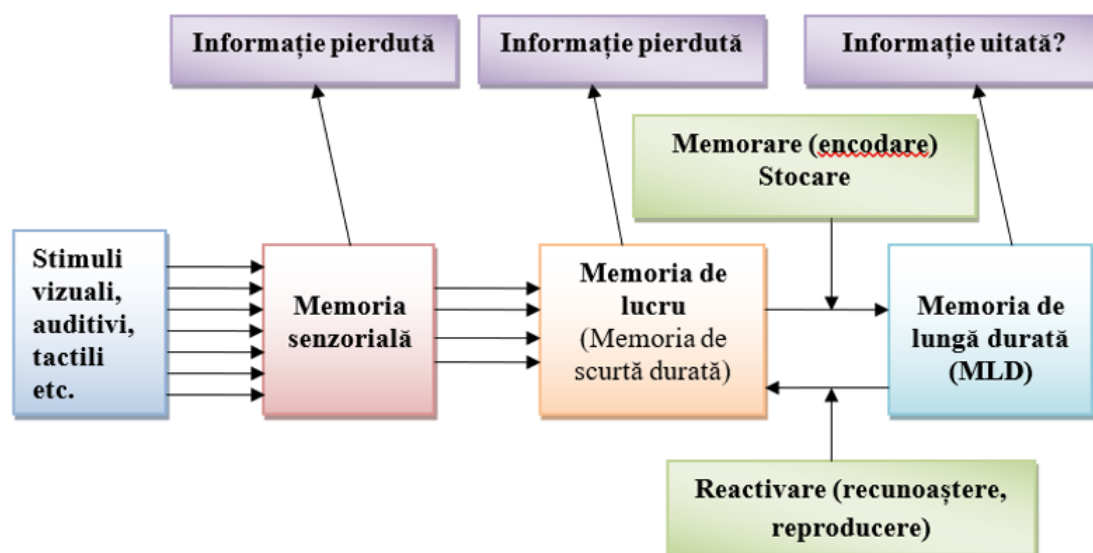 Informație pierdută
Informație pierdută
Informație uitată?
Memorare (encodare)
Stocare
Stimuli
vizuali,
auditivi,
tactili
etc.
Memoria
senzorială
Memoria de
lucru
(Memoria de
scurtă durată)
Memoria de
lungă durată
(MLD)
Reactivare (recunoaștere,
reproducere)